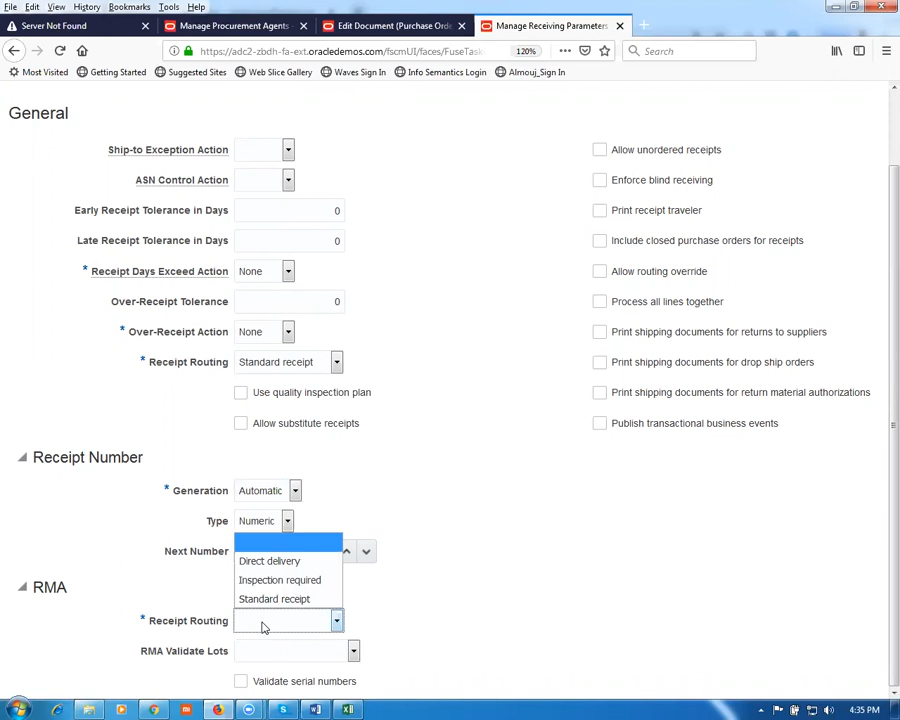 File Edit View History Bookmarks Tools Help
Server Not Found
Manage Procurement Agents -
Edit Document (Purchase Ord
Manage Receiving Parameters
https://adc2-zbdh-fa-ext.oracledemos.com/fscmUI/faces/FuseTask
120%
Search
Most Visited Getting Started Suggested Sites Web Slice Gallery Waves Sign In Info Semantics Login Almouj_Sign In
General
Ship-to Exception Action
Allow unordered receipts
ASN Control Action
Enforce blind receiving
Early Receipt Tolerance in Days 0
Print receipt traveler
Late Receipt Tolerance in Days 0
Include closed purchase orders for receipts
* Receipt Days Exceed Action None
Allow routing override
Over-Receipt Tolerance 0
Process all lines together
* Over-Receipt Action None
Print shipping documents for returns to suppliers
* Receipt Routing Standard receipt
Print shipping documents for drop ship orders
Use quality inspection plan
Print shipping documents for return material authorizations
Allow substitute receipts
Publish transactional business events
Receipt Number
* Generation Automatic
Type Numeric
Next Number
Direct delivery
Inspection required
Standard receipt
RMA
* Receipt Routing
RMA Validate Lots
Validate serial numbers
4:35 PM